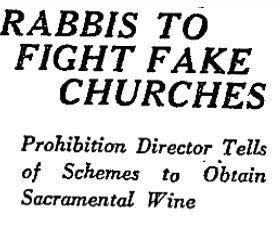 RABBIS TO
FIGHT FAKE
CHURCHES
Prohibition Director Tells
of Schemes to Obtain
Sacramental Wine